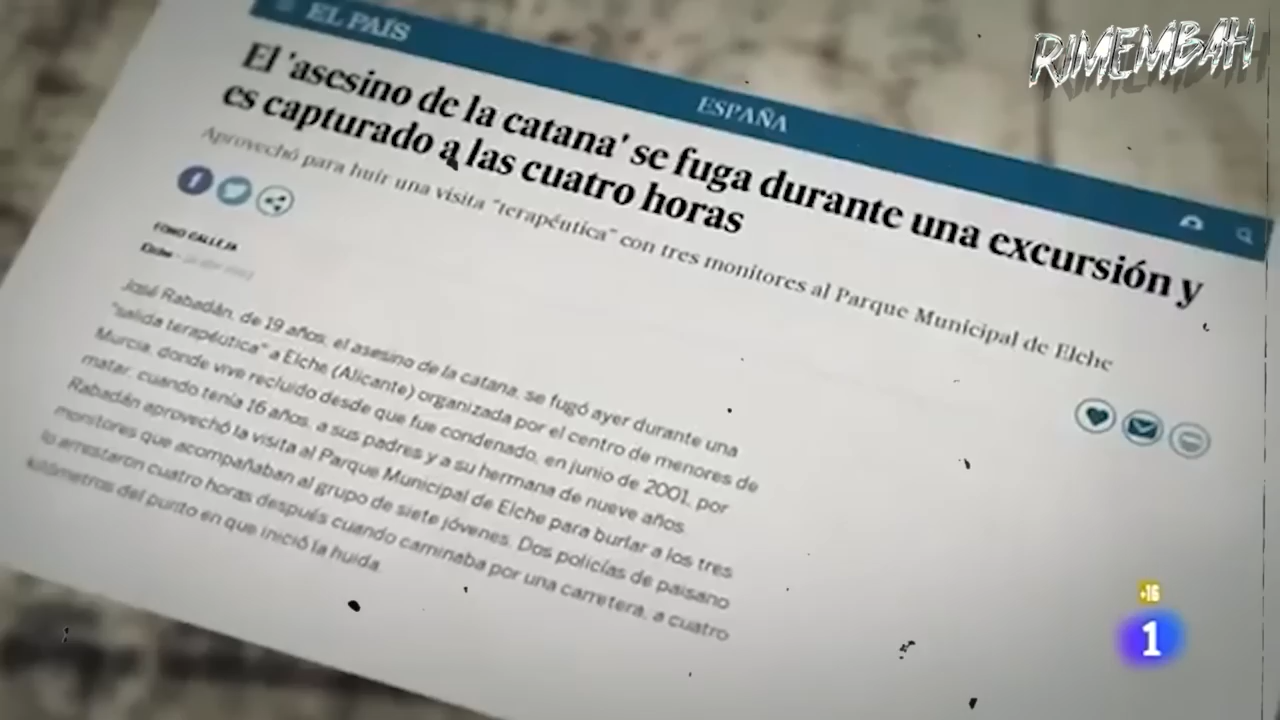 RIMEMBAH
EL PAÍS
ESPAÑA
El 'asesino de la catana' se fuga durante una excursión y
es capturado a las cuatro horas
Aprovechó para huir una visita "terapéutica" con tres monitores al Parque Municipal de Elche
Elche
José Rabadán, de 19 años, el asesino de la catana, se fugó ayer durante una
"salida terapéutica" a Elche (Alicante) organizada por el centro de menores de
Murcia, donde vive recluido desde que fue condenado, en junio de 2001, por
matar, cuando tenía 16 años, a sus padres y a su hermana de nueve años.
Rabadán aprovechó la visita al Parque Municipal de Elche para burlar a los tres
monitores que acompañaban al grupo de siete jóvenes. Dos policías de paisano
lo arrestaron cuatro horas después cuando caminaba por una carretera, a cuatro
kilómetros del punto en que inició la huida.
+16
1